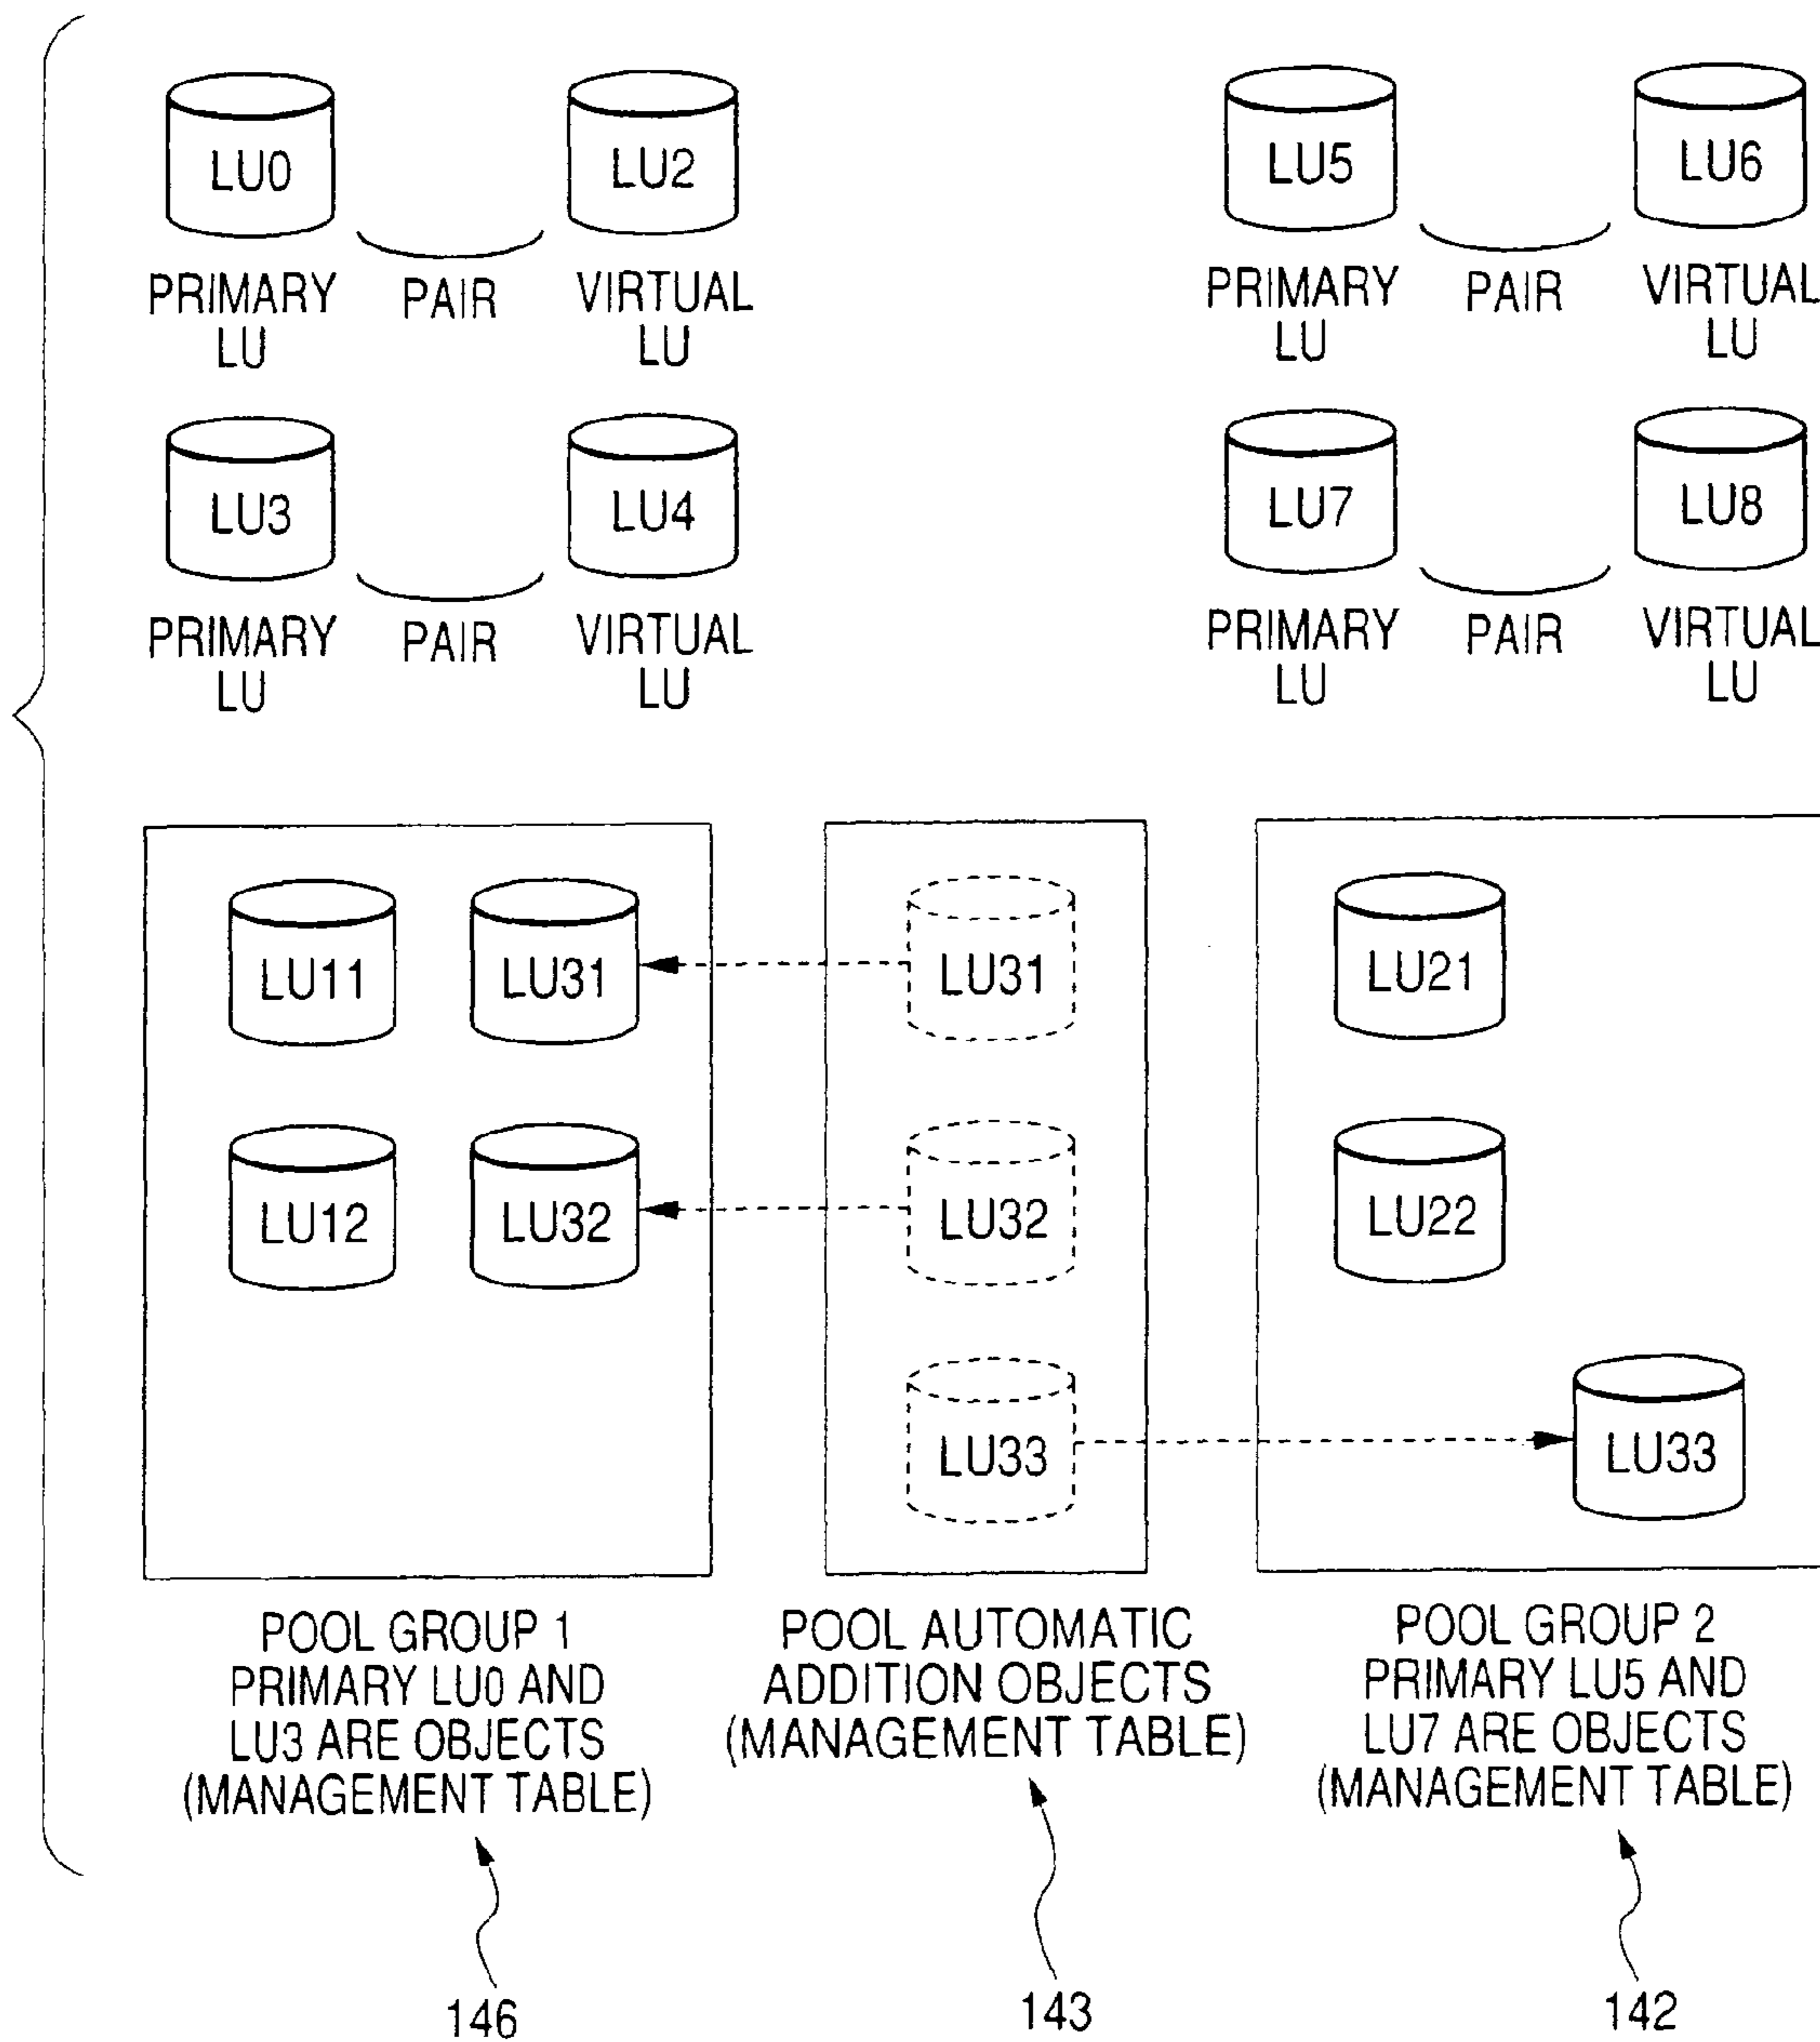 LU0
LU2
LU5
LU6
PRIMARY
LU
PAIR
VIRTUAL
LU
PRIMARY
LU
PAIR
VIRTUAL
LU
LU3
LU4
LU7
LU8
PRIMARY
LU
PAIR
VIRTUAL
LU
PRIMARY
LU
PAIR
VIRTUAL
LU
LU11
LU31
LU31
LU21
LU12
LU32
LU32
LU22
LU33
LU33
POOL GROUP 1
PRIMARY LU0 AND
LU3 ARE OBJECTS
(MANAGEMENT TABLE)
POOL AUTOMATIC
ADDITION OBJECTS
(MANAGEMENT TABLE)
POOL GROUP 2
PRIMARY LU5 AND
LU7 ARE OBJECTS
(MANAGEMENT TABLE)
146
143
142